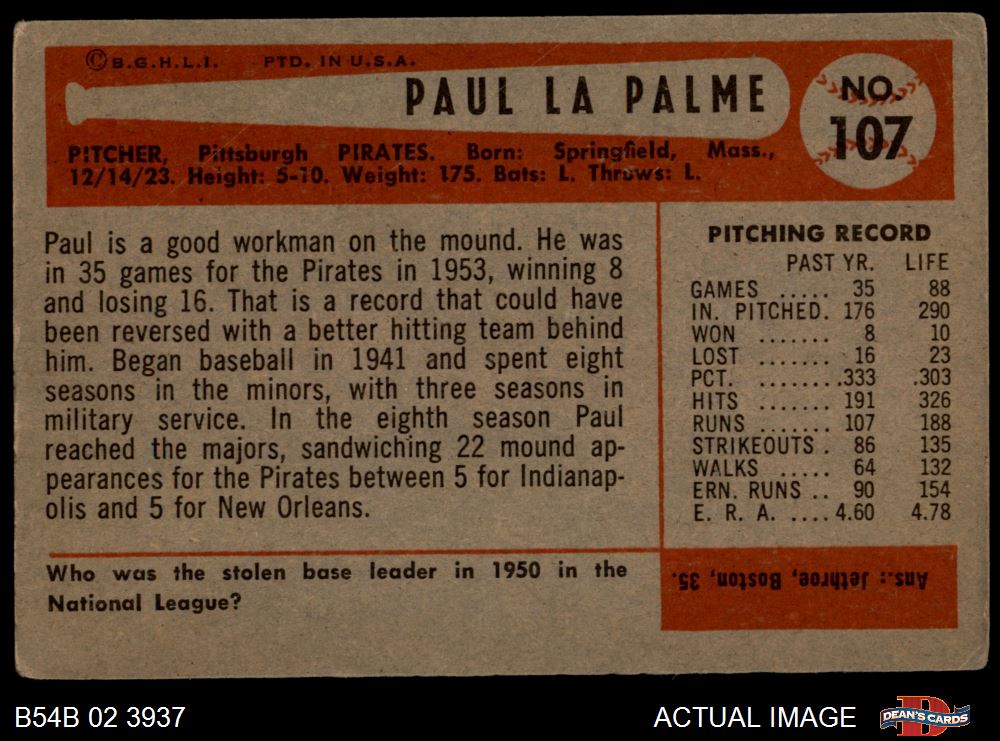 ©B.G.H.L.I. PTD. IN U.S.A.
PAUL LA PALME
NO.
107
PITCHER, Pittsburgh PIRATES. Born: Springfield, Mass.,
12/14/23. Height: 5-10. Weight: 175. Bats: L. Throws: L.
Paul is a good workman on the mound. He was
in 35 games for the Pirates in 1953, winning 8
and losing 16. That is a record that could have
been reversed with a better hitting team behind
him. Began baseball in 1941 and spent eight
seasons in the minors, with three seasons in
military service. In the eighth season Paul
reached the majors, sandwiching 22 mound ap-
pearances for the Pirates between 5 for Indianap-
olis and 5 for New Orleans.
PITCHING RECORD
PAST YR. LIFE
GAMES ..... 35 88
IN. PITCHED. 176 290
WON ....... 8 10
LOST ....... 16 23
PCT. ........ .333 .303
HITS ....... 191 326
RUNS ....... 107 188
STRIKEOUTS . 86 135
WALKS ..... 64 132
ERN. RUNS .. 90 154
E. R. A. .... 4.60 4.78
Who was the stolen base leader in 1950 in the
National League?
Ans.: Jethroe, Boston, 35.
B54B 02 3937
ACTUAL IMAGE
DEAN'S CARDS